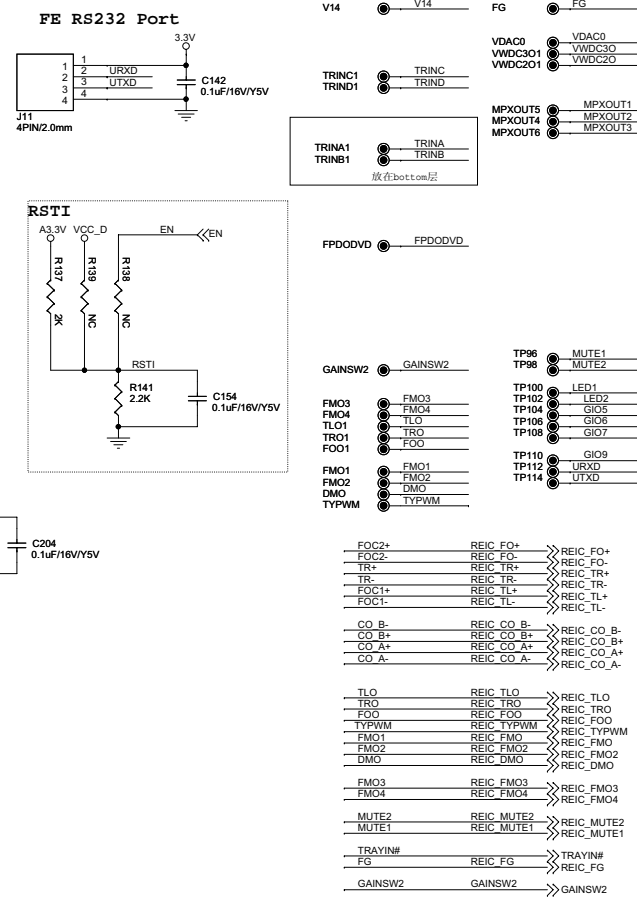 FE RS232 Port
3.3V
1
1
2
2
URXD
3
3
UTXD
4
4
C142
0.1uF/16V/Y5V
J11
4PIN/2.0mm
RSTI
A3.3V
VCC_D
EN
EN
R137
2K
R139
NC
R138
NC
RSTI
R141
2.2K
C154
0.1uF/16V/Y5V
C204
0.1uF/16V/Y5V
V14
V14
TRINC1
TRINC
TRIND1
TRIND
TRINA1
TRINA
TRINB1
TRINB
放在bottom层
FPDODVD
FPDODVD
GAINSW2
GAINSW2
FMO3
FMO3
FMO4
FMO4
TLO1
TLO
TRO1
TRO
FOO1
FOO
FMO1
FMO1
FMO2
FMO2
DMO
DMO
TYPWM
TYPWM
FG
FG
VDAC0
VDAC0
VWDC3O1
VWDC3O
VWDC2O1
VWDC2O
MPXOUT5
MPXOUT1
MPXOUT4
MPXOUT2
MPXOUT6
MPXOUT3
TP96
MUTE1
TP98
MUTE2
TP100
LED1
TP102
LED2
TP104
GIO5
TP106
GIO6
TP108
GIO7
TP110
GIO9
TP112
URXD
TP114
UTXD
FOC2+ REIC_FO+ REIC_FO+
FOC2- REIC_FO- REIC_FO-
TR+ REIC_TR+ REIC_TR+
TR- REIC_TR- REIC_TR-
FOC1+ REIC_TL+ REIC_TL+
FOC1- REIC_TL- REIC_TL-
CO_B- REIC_CO_B- REIC_CO_B-
CO_B+ REIC_CO_B+ REIC_CO_B+
CO_A+ REIC_CO_A+ REIC_CO_A+
CO_A- REIC_CO_A- REIC_CO_A-
TLO REIC_TLO REIC_TLO
TRO REIC_TRO REIC_TRO
FOO REIC_FOO REIC_FOO
TYPWM REIC_TYPWM REIC_TYPWM
FMO1 REIC_FMO REIC_FMO
FMO2 REIC_FMO2 REIC_FMO2
DMO REIC_DMO REIC_DMO
FMO3 REIC_FMO3 REIC_FMO3
FMO4 REIC_FMO4 REIC_FMO4
MUTE2 REIC_MUTE2 REIC_MUTE2
MUTE1 REIC_MUTE1 REIC_MUTE1
TRAYIN# TRAYIN#
FG REIC_FG REIC_FG
GAINSW2 GAINSW2 GAINSW2